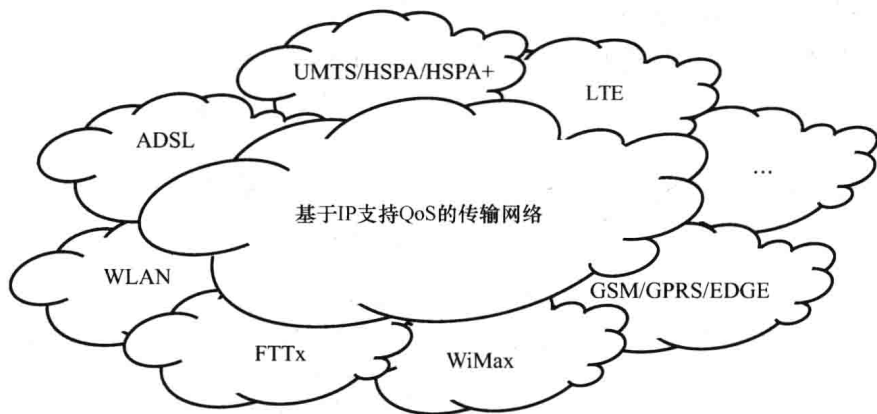 UMTS/HSPA/HSPA+
LTE
ADSL
...
基于IP支持QoS的传输网络
WLAN
GSM/GPRS/EDGE
FTTx
WiMax